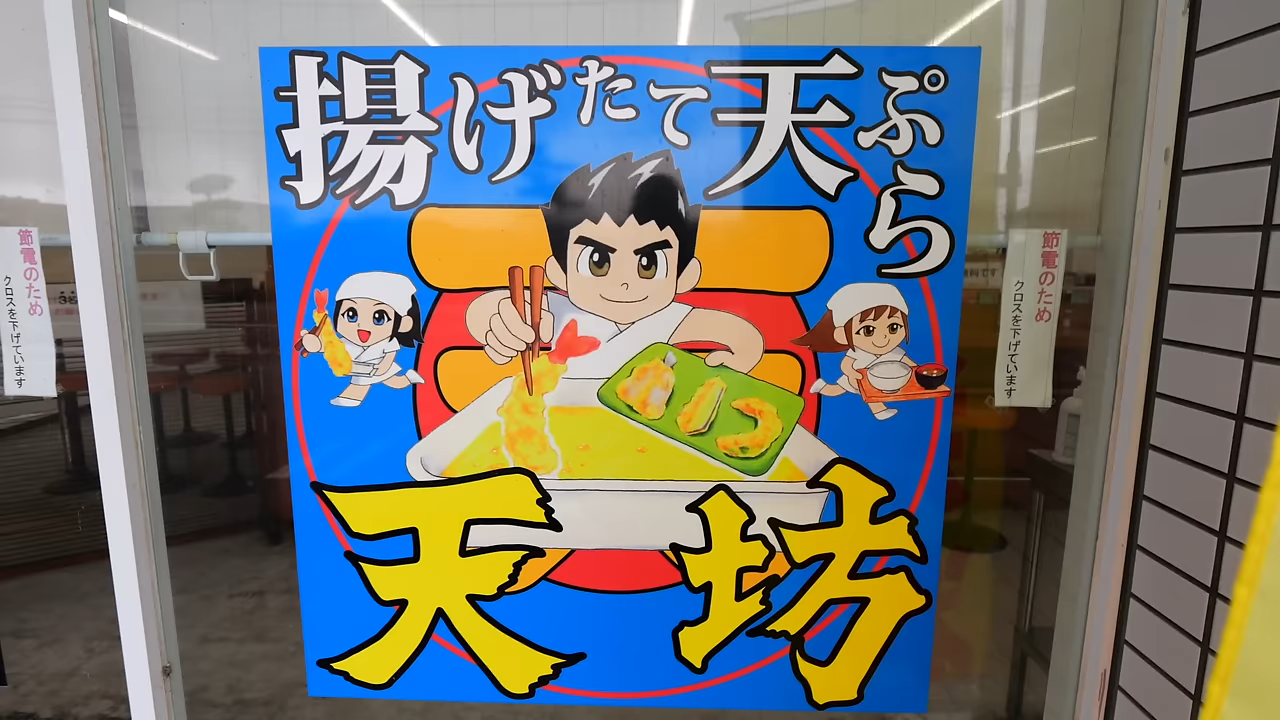 揚げたて天ぷら
天坊
節電のため
クロスを下げています
節電のため
クロスを下げています